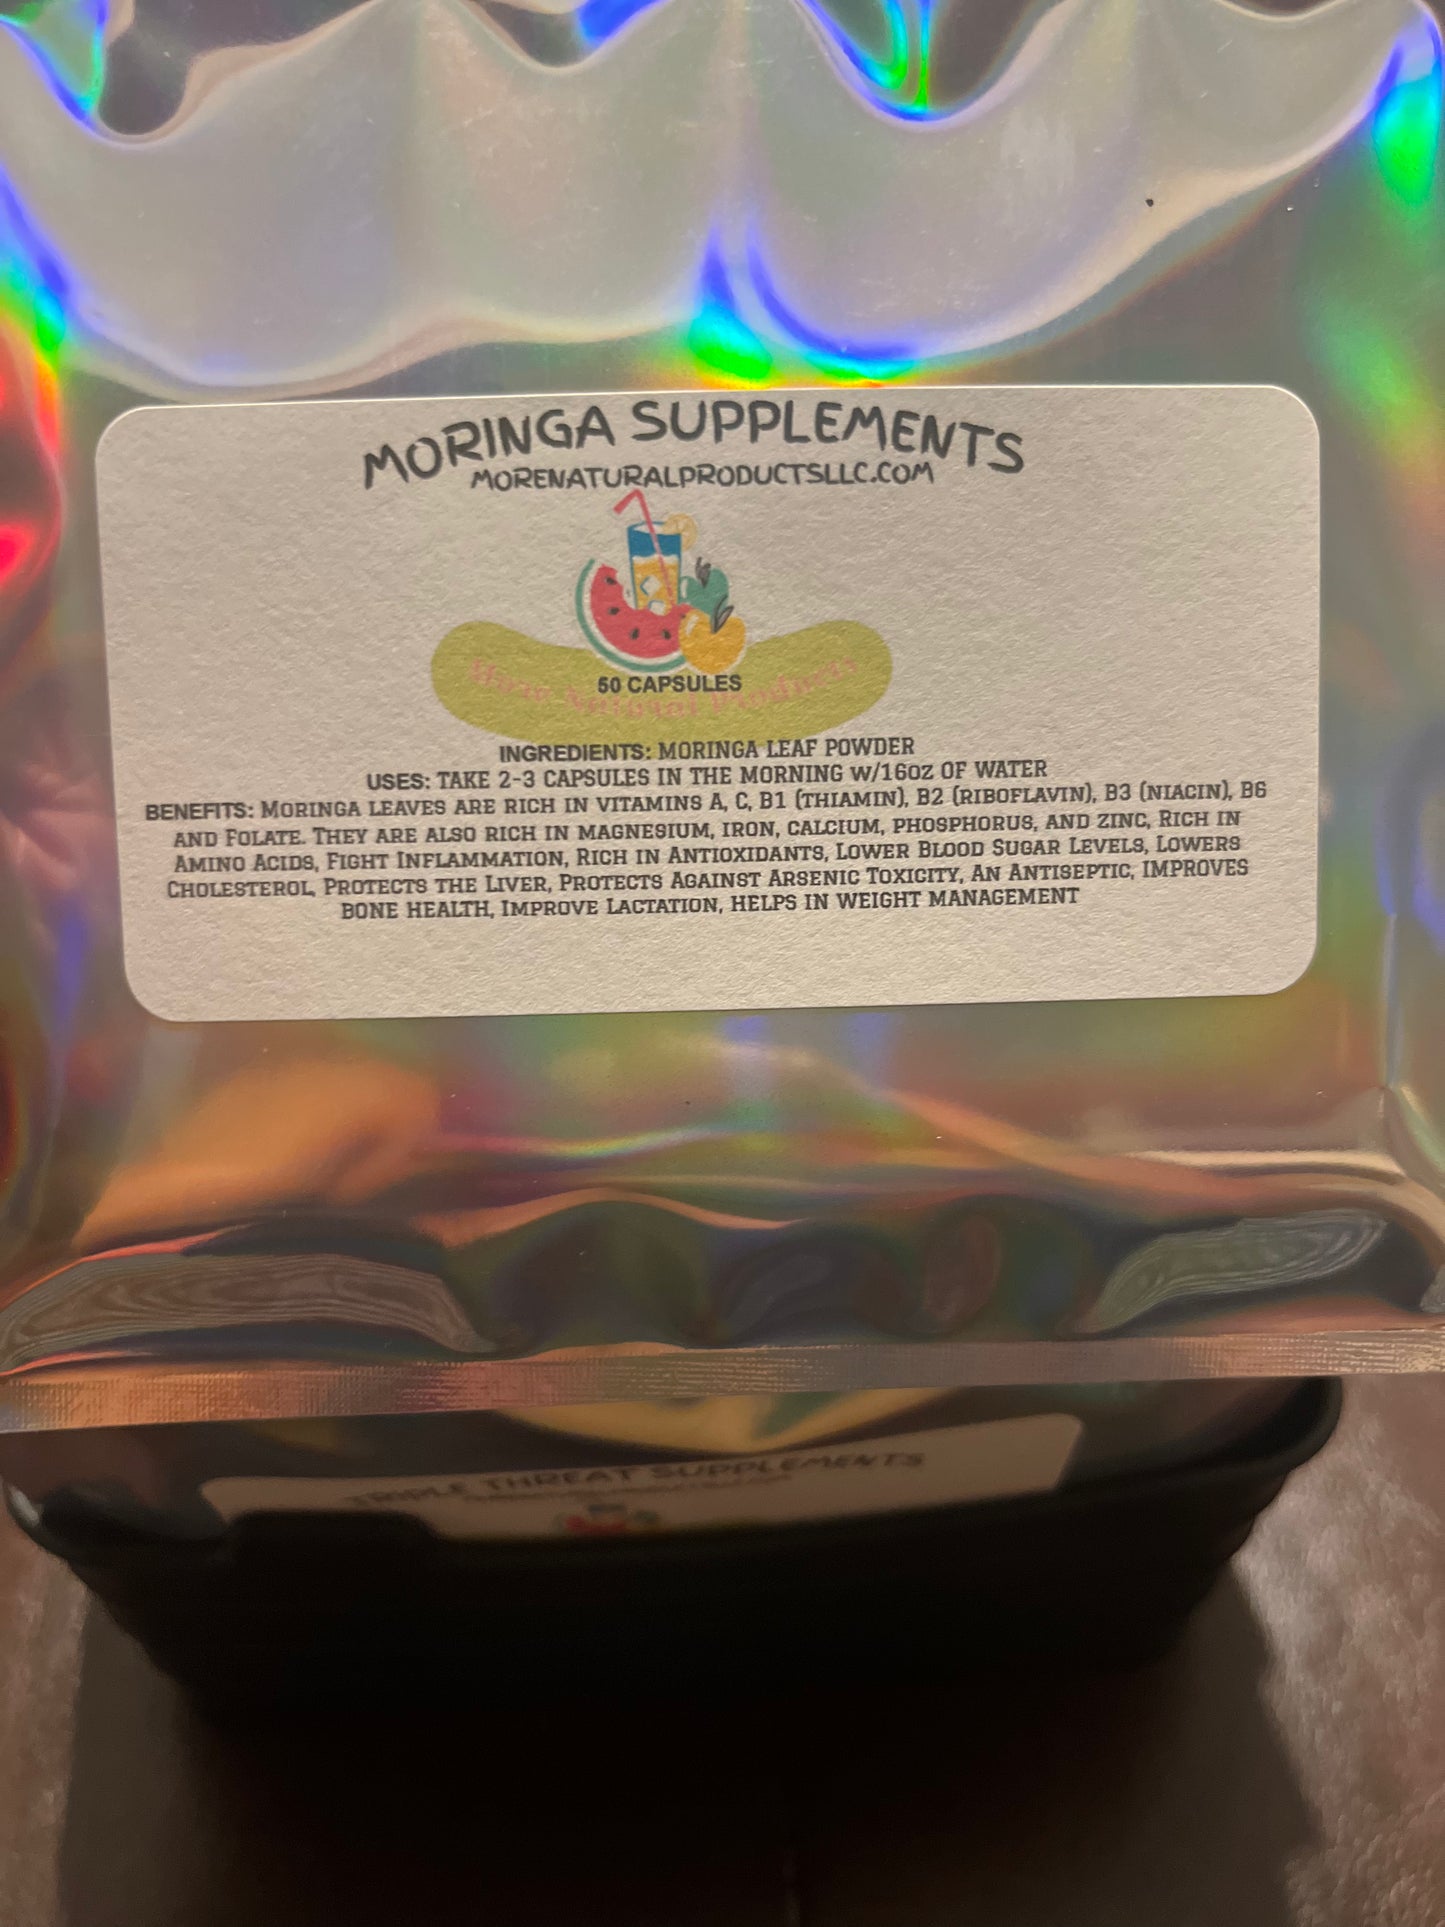 MORINGA SUPPLEMENTS
MORENATURALPRODUCTSLLC.COM
More Natural Products
50 CAPSULES
INGREDIENTS: MORINGA LEAF POWDER
USES: TAKE 2-3 CAPSULES IN THE MORNING W/16OZ OF WATER
BENEFITS: MORINGA LEAVES ARE RICH IN VITAMINS A, C, B1 (THIAMIN), B2 (RIBOFLAVIN), B3 (NIACIN), B6
AND FOLATE. THEY ARE ALSO RICH IN MAGNESIUM, IRON, CALCIUM, PHOSPHORUS, AND ZINC, RICH IN
AMINO ACIDS, FIGHT INFLAMMATION, RICH IN ANTIOXIDANTS, LOWER BLOOD SUGAR LEVELS, LOWERS
CHOLESTEROL, PROTECTS THE LIVER, PROTECTS AGAINST ARSENIC TOXICITY, AN ANTISEPTIC, IMPROVES
BONE HEALTH, IMPROVE LACTATION, HELPS IN WEIGHT MANAGEMENT
TRIPLE THREAT SUPPLEMENTS